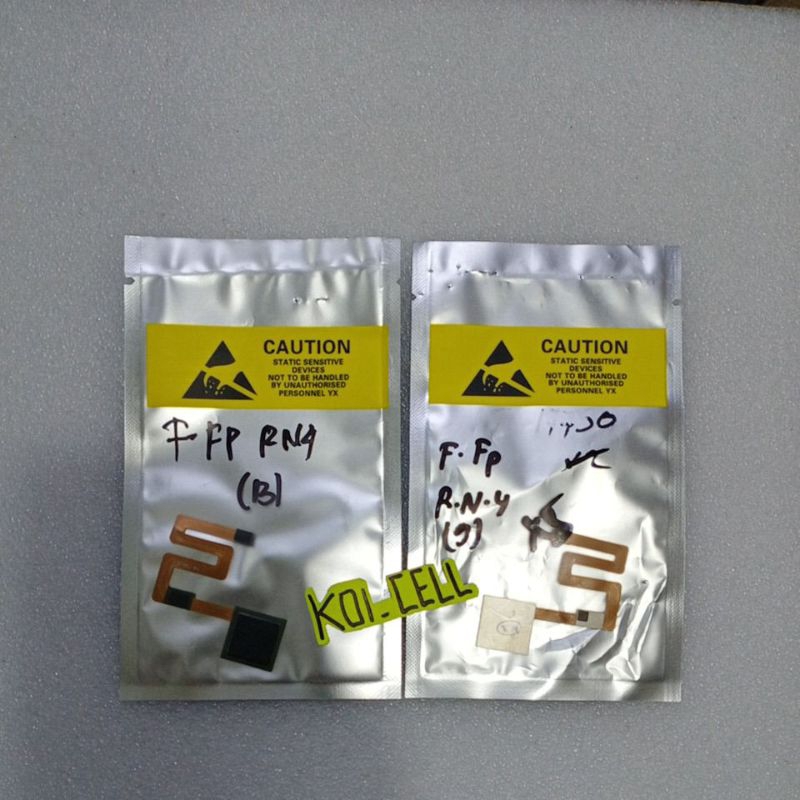 CAUTION
STATIC SENSITIVE
DEVICES
NOT TO BE HANDLED
BY UNAUTHORISED
PERSONNEL YX
F FP RN4
(B)
CAUTION
STATIC SENSITIVE
DEVICES
NOT TO BE HANDLED
BY UNAUTHORISED
PERSONNEL YX
F. FP
R.N.4
KOI-CELL